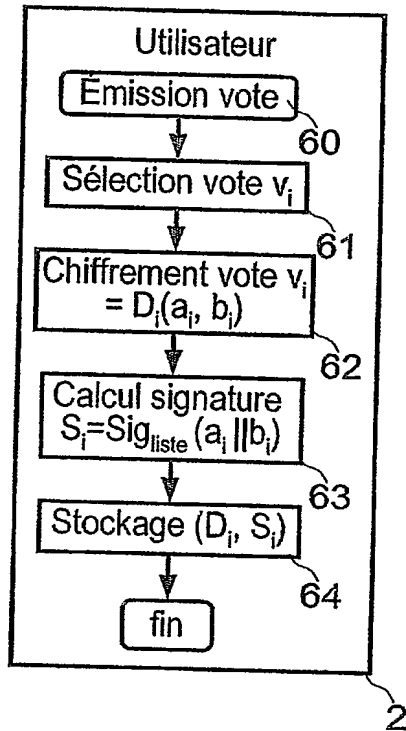 Utilisateur
Émission vote
60
Sélection vote vᵢ
61
Chiffrement vote vᵢ
= Dᵢ(aᵢ, bᵢ)
62
Calcul signature
Sᵢ=Sigₗᵢₛₜₑ (aᵢ ||bᵢ)
63
Stockage (Dᵢ, Sᵢ)
64
fin
2